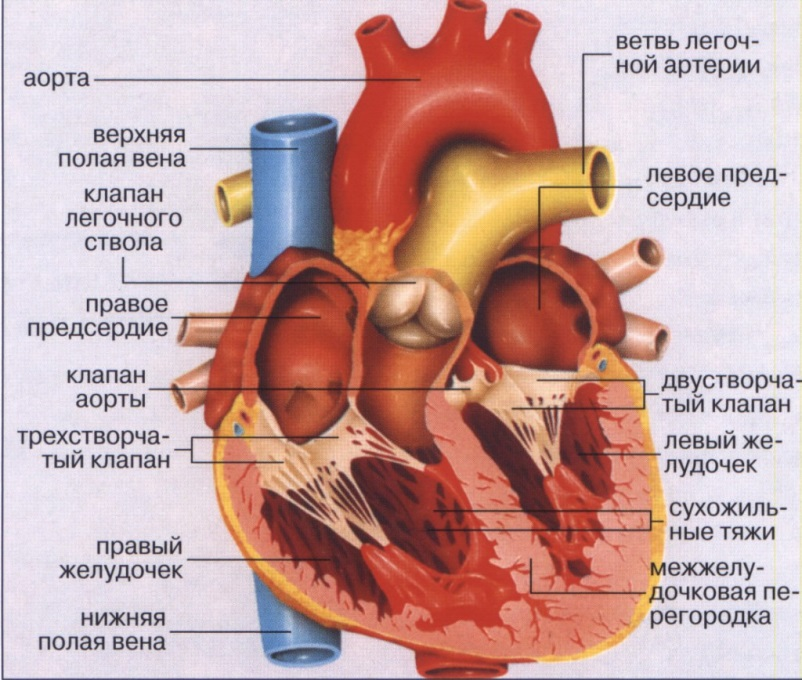 аорта
верхняя
полая вена
клапан
легочного
ствола
правое
предсердие
клапан
аорты
трехстворча-
тый клапан
правый
желудочек
нижняя
полая вена
ветвь легоч-
ной артерии
левое пред-
сердие
двустворча-
тый клапан
левый же-
лудочек
сухожиль-
ные тяжи
межжелу-
дочковая пе-
регородка